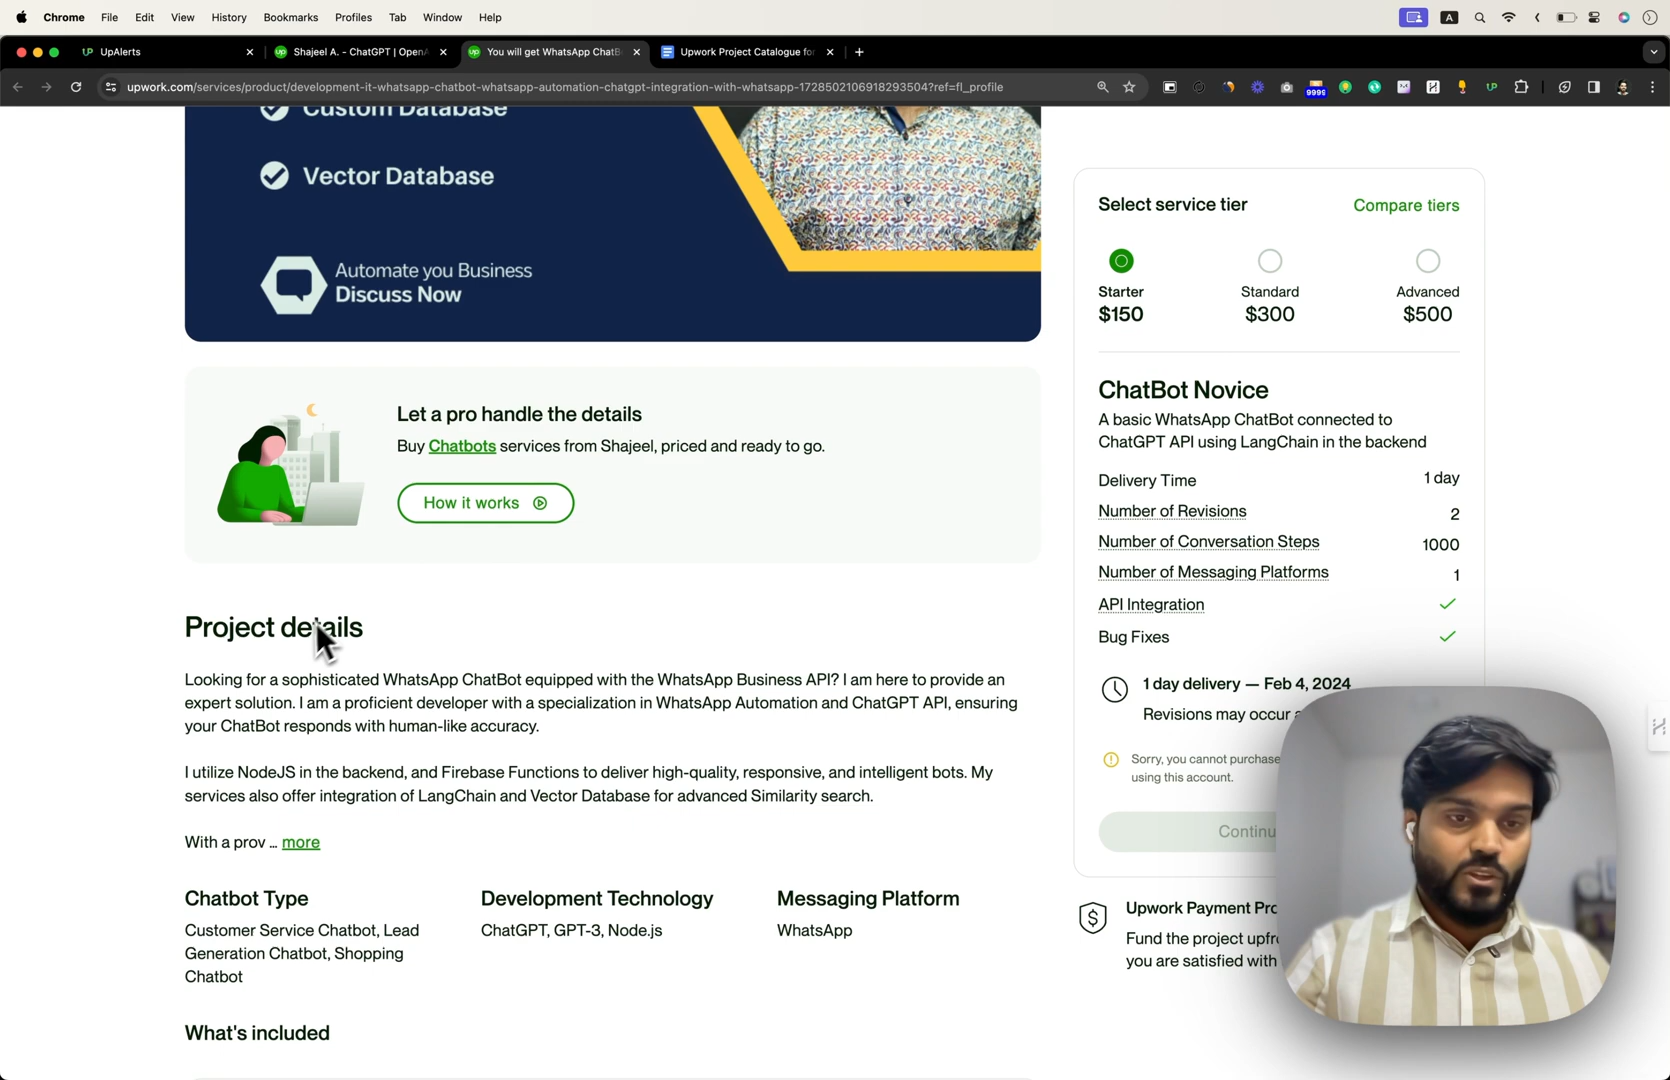 Chrome File Edit View History Bookmarks Profiles Tab Window Help
A
UpAlerts
Shajeel A. - ChatGPT | OpenA
You will get WhatsApp ChatB
Upwork Project Catalogue for
upwork.com/services/product/development-it-whatsapp-chatbot-whatsapp-automation-chatgpt-integration-with-whatsapp-1728502106918293504?ref=fl_profile
9999
Custom Database
Vector Database
Automate you Business
Discuss Now
Let a pro handle the details
Buy Chatbots services from Shajeel, priced and ready to go.
How it works
Project details
Looking for a sophisticated WhatsApp ChatBot equipped with the WhatsApp Business API? I am here to provide an
expert solution. I am a proficient developer with a specialization in WhatsApp Automation and ChatGPT API, ensuring
your ChatBot responds with human-like accuracy.
I utilize NodeJS in the backend, and Firebase Functions to deliver high-quality, responsive, and intelligent bots. My
services also offer integration of LangChain and Vector Database for advanced Similarity search.
With a prov ... more
Chatbot Type
Customer Service Chatbot, Lead
Generation Chatbot, Shopping
Chatbot
Development Technology
ChatGPT, GPT-3, Node.js
Messaging Platform
WhatsApp
What's included
Select service tier
Compare tiers
Starter
$150
Standard
$300
Advanced
$500
ChatBot Novice
A basic WhatsApp ChatBot connected to
ChatGPT API using LangChain in the backend
Delivery Time 1 day
Number of Revisions 2
Number of Conversation Steps 1000
Number of Messaging Platforms 1
API Integration
Bug Fixes
1 day delivery — Feb 4, 2024
Revisions may occur a
Sorry, you cannot purchase
using this account.
Continu
Upwork Payment Pro
Fund the project upfr
you are satisfied with